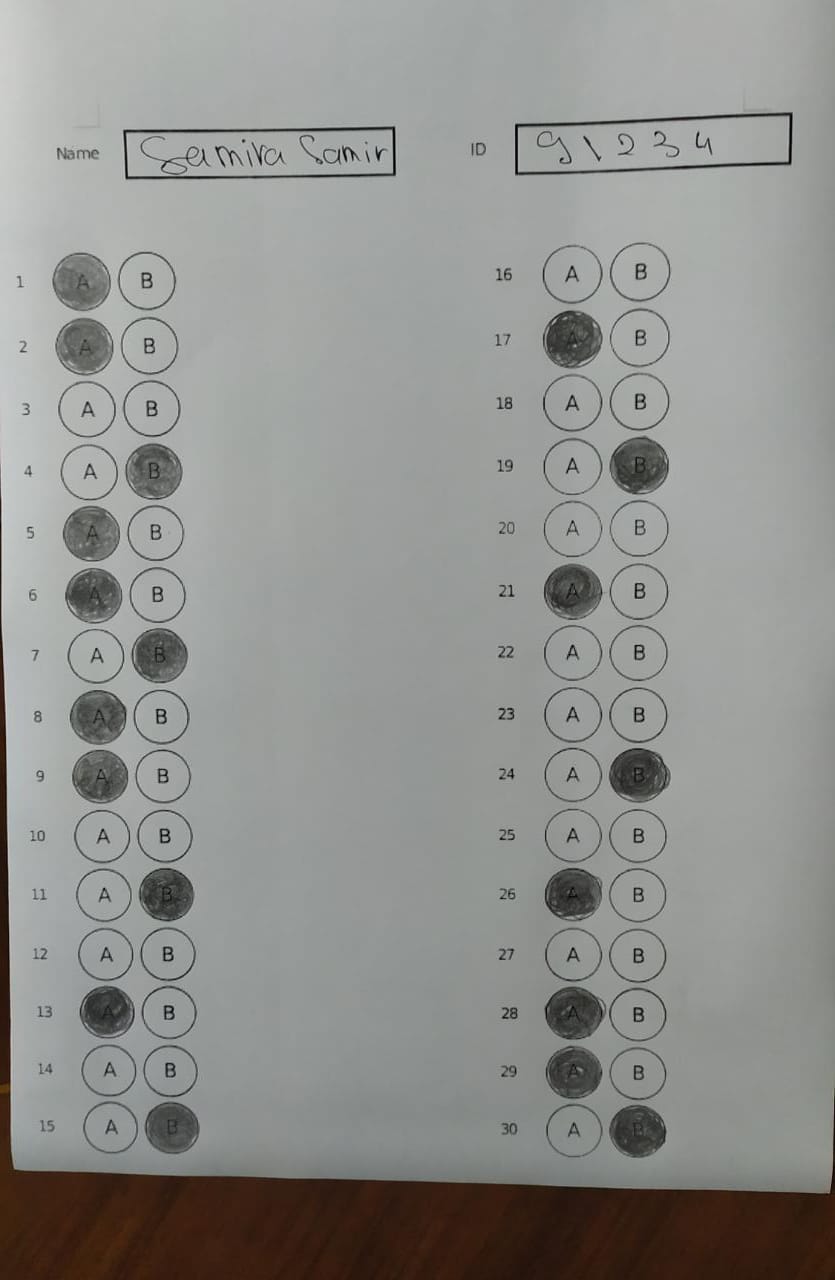 Name Samira Samir ID 91234
1 A B 16 A B
2 A B 17 A B
3 A B 18 A B
4 A B 19 A B
5 A B 20 A B
6 A B 21 A B
7 A B 22 A B
8 A B 23 A B
9 A B 24 A B
10 A B 25 A B
11 A B 26 A B
12 A B 27 A B
13 A B 28 A B
14 A B 29 A B
15 A B 30 A B